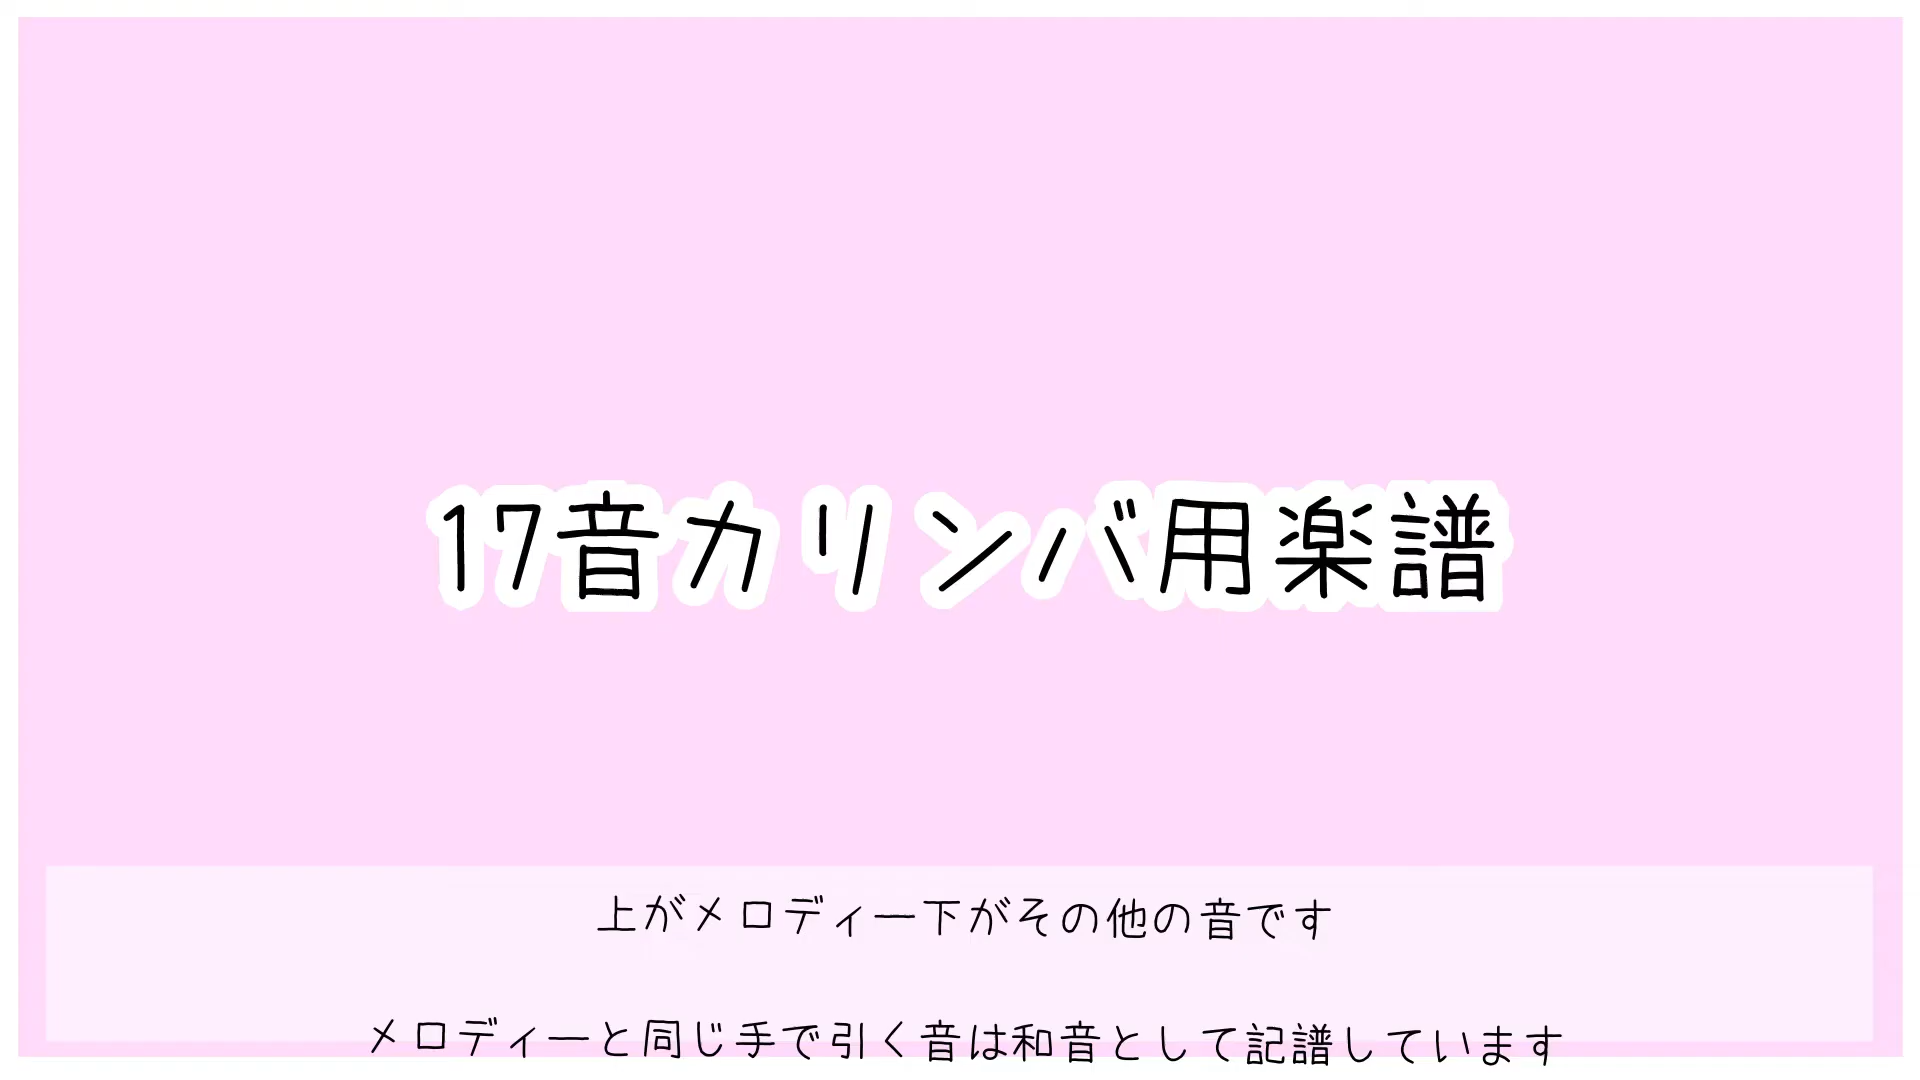 17音カリンバ用楽譜
上がメロディー下がその他の音です
メロディーと同じ手で引く音は和音として記譜しています